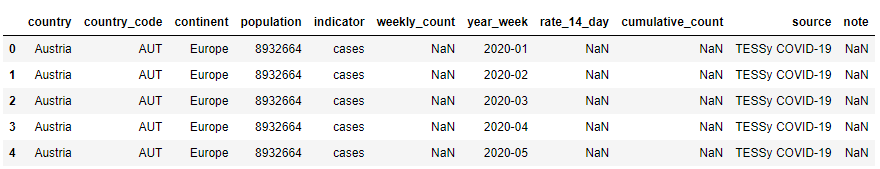 country country_code continent population indicator weekly_count year_week rate_14_day cumulative_count source note
0 Austria AUT Europe 8932664 cases NaN 2020-01 NaN NaN TESSy COVID-19 NaN
1 Austria AUT Europe 8932664 cases NaN 2020-02 NaN NaN TESSy COVID-19 NaN
2 Austria AUT Europe 8932664 cases NaN 2020-03 NaN NaN TESSy COVID-19 NaN
3 Austria AUT Europe 8932664 cases NaN 2020-04 NaN NaN TESSy COVID-19 NaN
4 Austria AUT Europe 8932664 cases NaN 2020-05 NaN NaN TESSy COVID-19 NaN